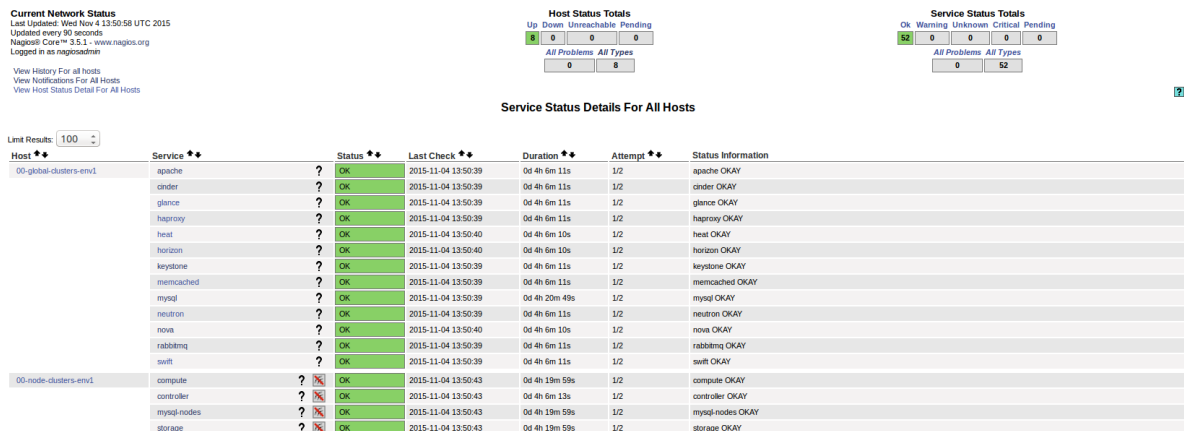 Current Network Status
Last Updated: Wed Nov 4 13:50:58 UTC 2015
Updated every 90 seconds
Nagios® Core™ 3.5.1 - www.nagios.org
Logged in as nagiosadmin
View History For all hosts
View Notifications For All Hosts
View Host Status Detail For All Hosts
Host Status Totals
Up Down Unreachable Pending
8 0 0 0
All Problems All Types
0 8
Service Status Totals
Ok Warning Unknown Critical Pending
52 0 0 0 0
All Problems All Types
0 52
?
Service Status Details For All Hosts
Limit Results: 100
Host Service Status Last Check Duration Attempt Status Information
00-global-clusters-env1 apache ? OK 2015-11-04 13:50:39 0d 4h 6m 11s 1/2 apache OKAY
cinder ? OK 2015-11-04 13:50:39 0d 4h 6m 11s 1/2 cinder OKAY
glance ? OK 2015-11-04 13:50:39 0d 4h 6m 11s 1/2 glance OKAY
haproxy ? OK 2015-11-04 13:50:39 0d 4h 6m 11s 1/2 haproxy OKAY
heat ? OK 2015-11-04 13:50:40 0d 4h 6m 10s 1/2 heat OKAY
horizon ? OK 2015-11-04 13:50:40 0d 4h 6m 10s 1/2 horizon OKAY
keystone ? OK 2015-11-04 13:50:39 0d 4h 6m 11s 1/2 keystone OKAY
memcached ? OK 2015-11-04 13:50:39 0d 4h 6m 11s 1/2 memcached OKAY
mysql ? OK 2015-11-04 13:50:39 0d 4h 20m 49s 1/2 mysql OKAY
neutron ? OK 2015-11-04 13:50:39 0d 4h 6m 11s 1/2 neutron OKAY
nova ? OK 2015-11-04 13:50:40 0d 4h 6m 10s 1/2 nova OKAY
rabbitmq ? OK 2015-11-04 13:50:39 0d 4h 6m 11s 1/2 rabbitmq OKAY
swift ? OK 2015-11-04 13:50:39 0d 4h 6m 11s 1/2 swift OKAY
00-node-clusters-env1 compute ? OK 2015-11-04 13:50:43 0d 4h 19m 59s 1/2 compute OKAY
controller ? OK 2015-11-04 13:50:43 0d 4h 6m 13s 1/2 controller OKAY
mysql-nodes ? OK 2015-11-04 13:50:43 0d 4h 19m 59s 1/2 mysql-nodes OKAY
storage ? OK 2015-11-04 13:50:43 0d 4h 19m 59s 1/2 storage OKAY